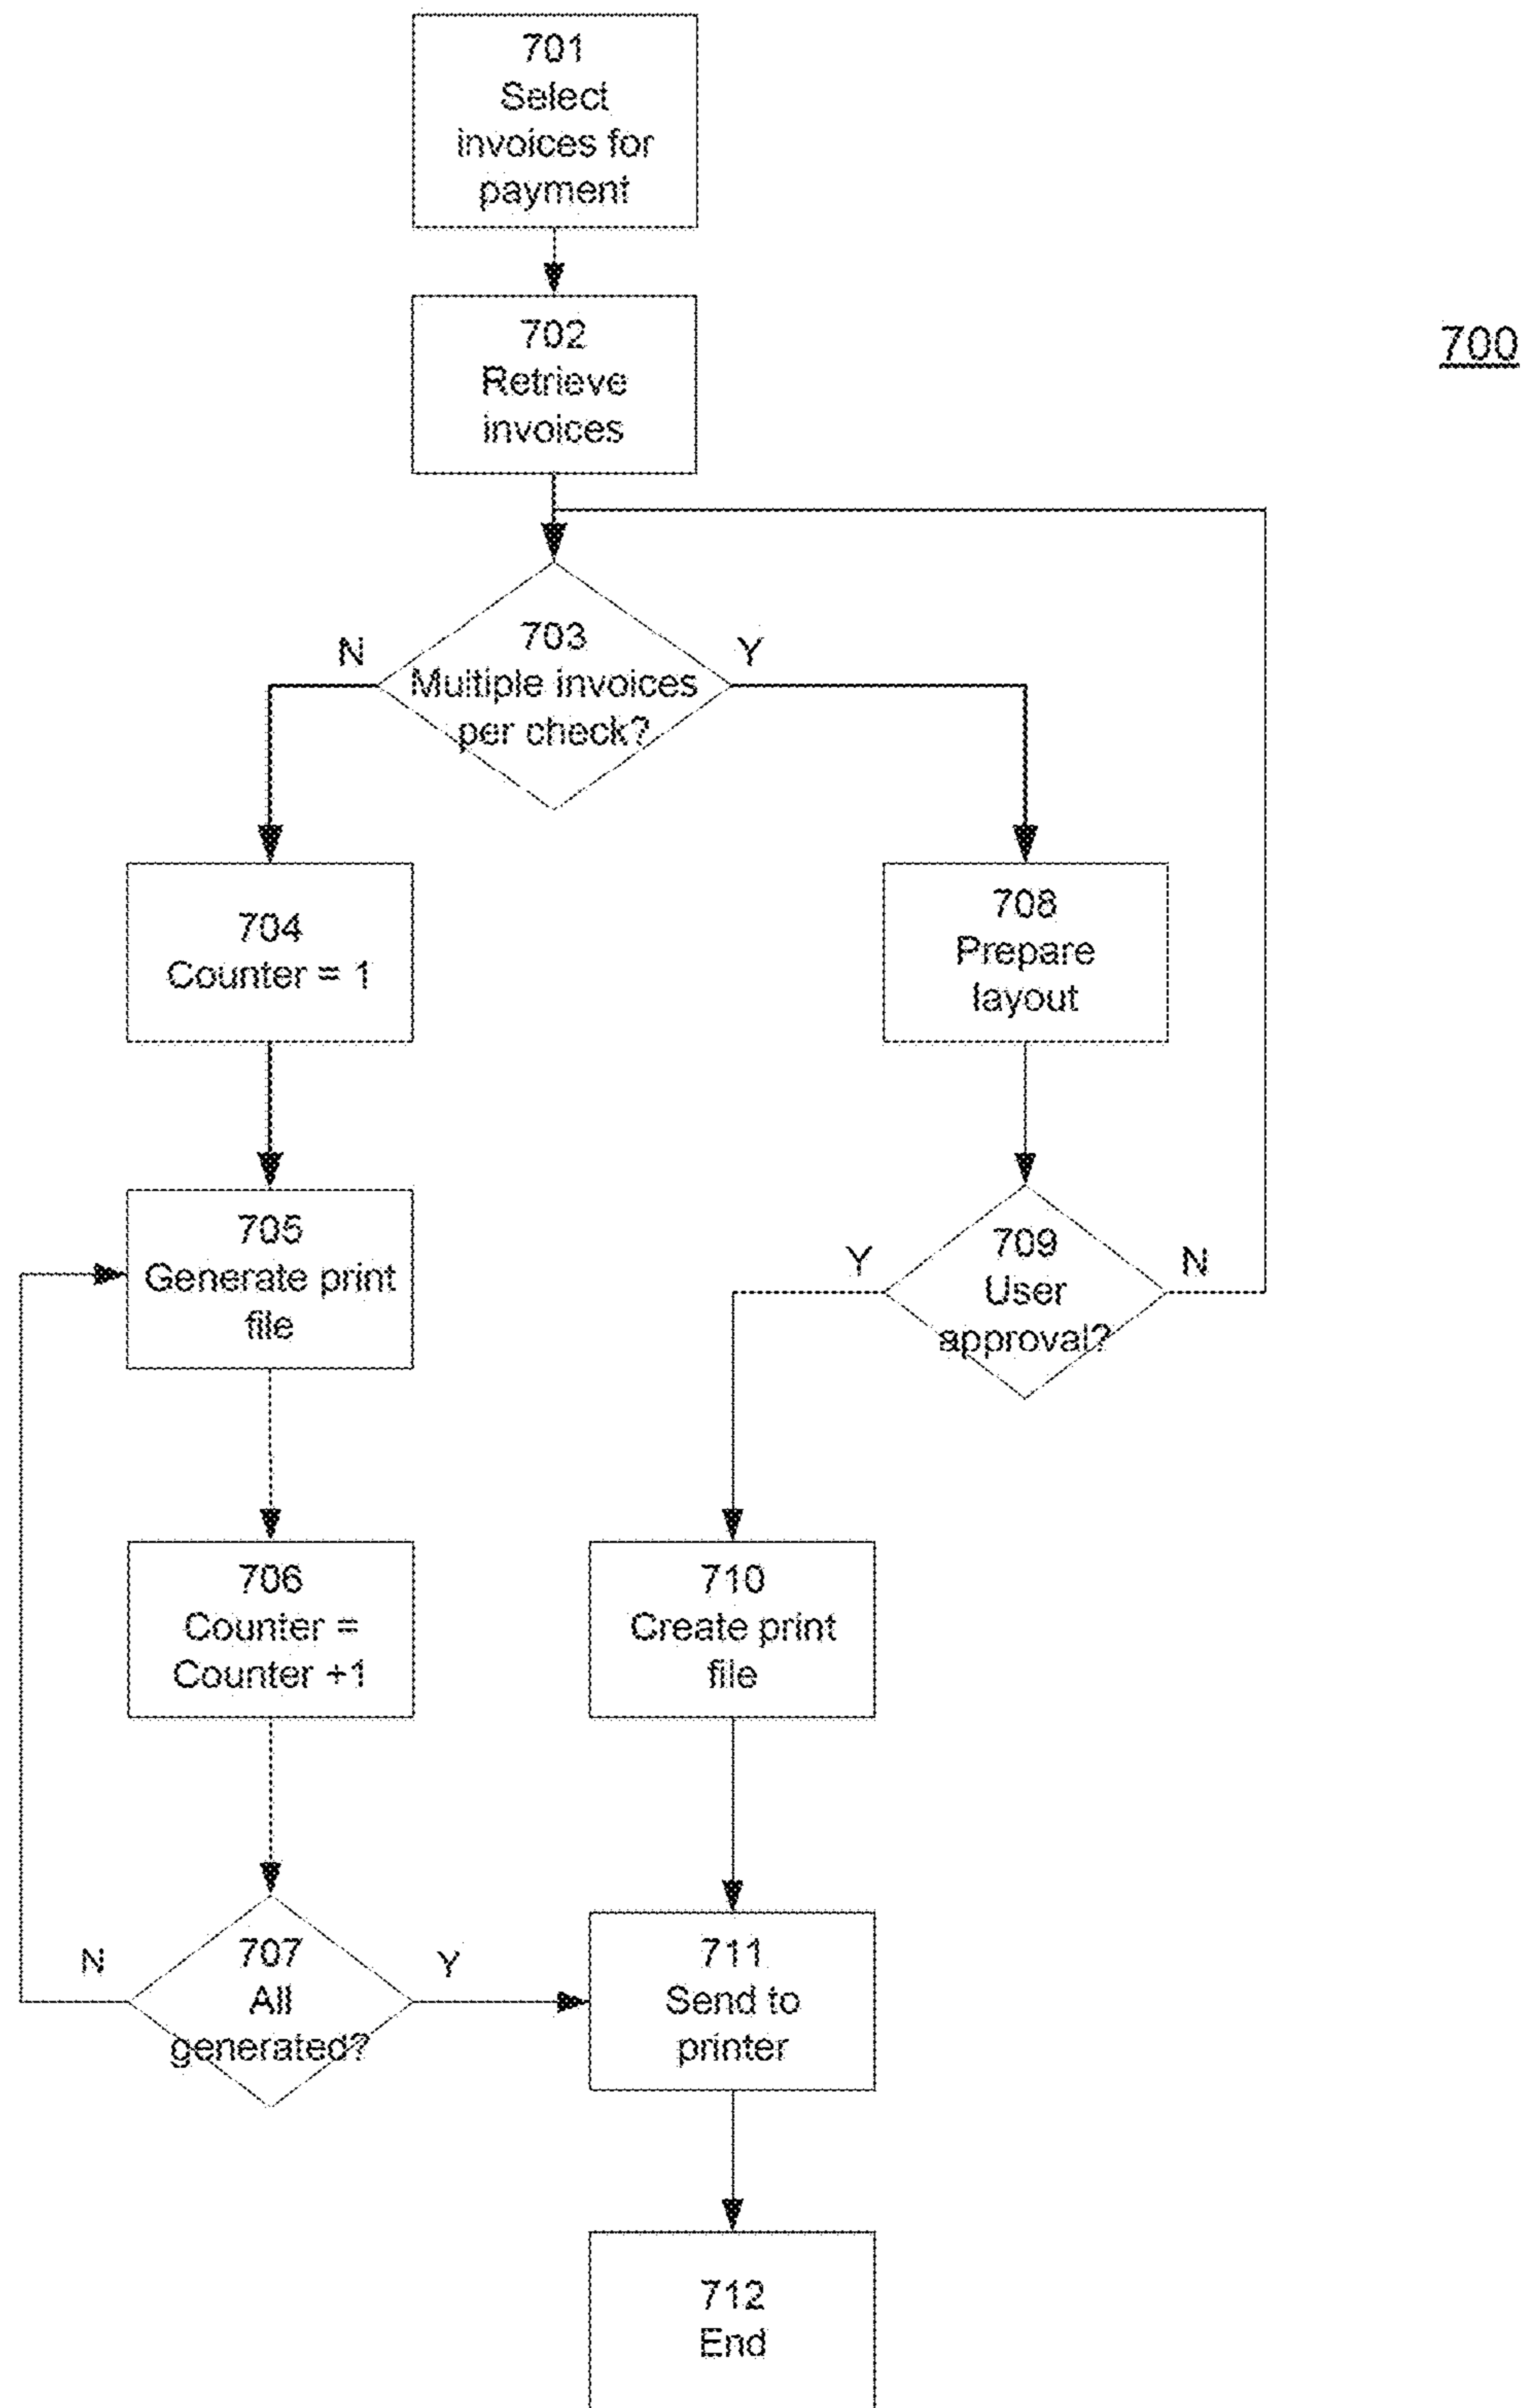 701
Select
invoices for
payment
702
Retrieve
invoices
700
703
Multiple invoices
per check?
N
Y
704
Counter = 1
708
Prepare
layout
705
Generate print
file
709
User
approval?
Y
N
706
Counter =
Counter +1
710
Create print
file
707
All
generated?
N
Y
711
Send to
printer
712
End